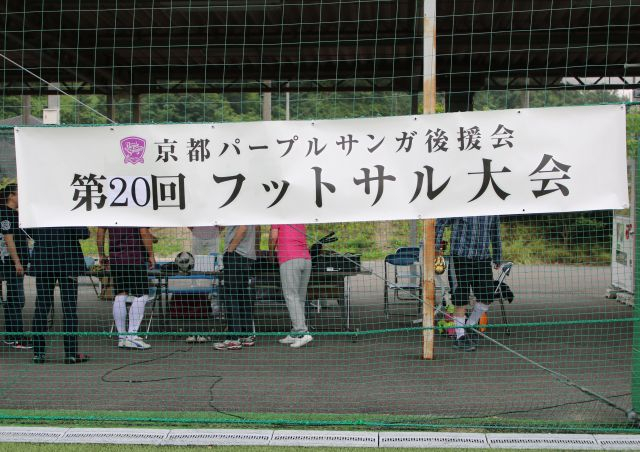 京都パープルサンガ後援会
第20回 フットサル大会